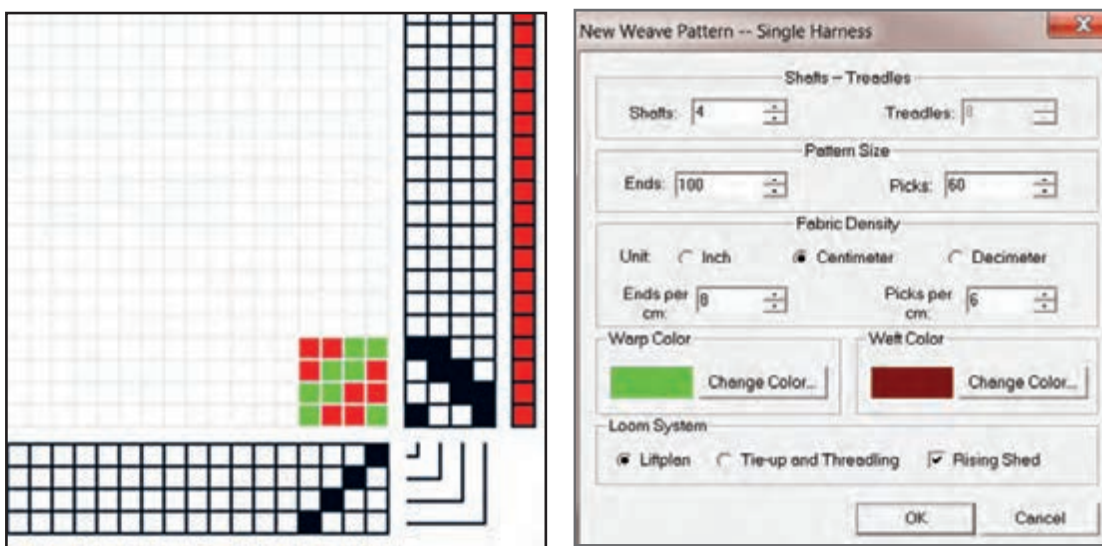 New Weave Pattern -- Single Harness
Shafts – Treadles
Shafts: 4 Treadles: 8
Pattern Size
Ends: 100 Picks: 60
Fabric Density
Unit: Inch Centimeter Decimeter
Ends per cm: 8 Picks per cm: 6
Warp Color Weft Color
Change Color... Change Color...
Loom System
Liftplan Tie-up and Threadling Rising Shed
OK Cancel